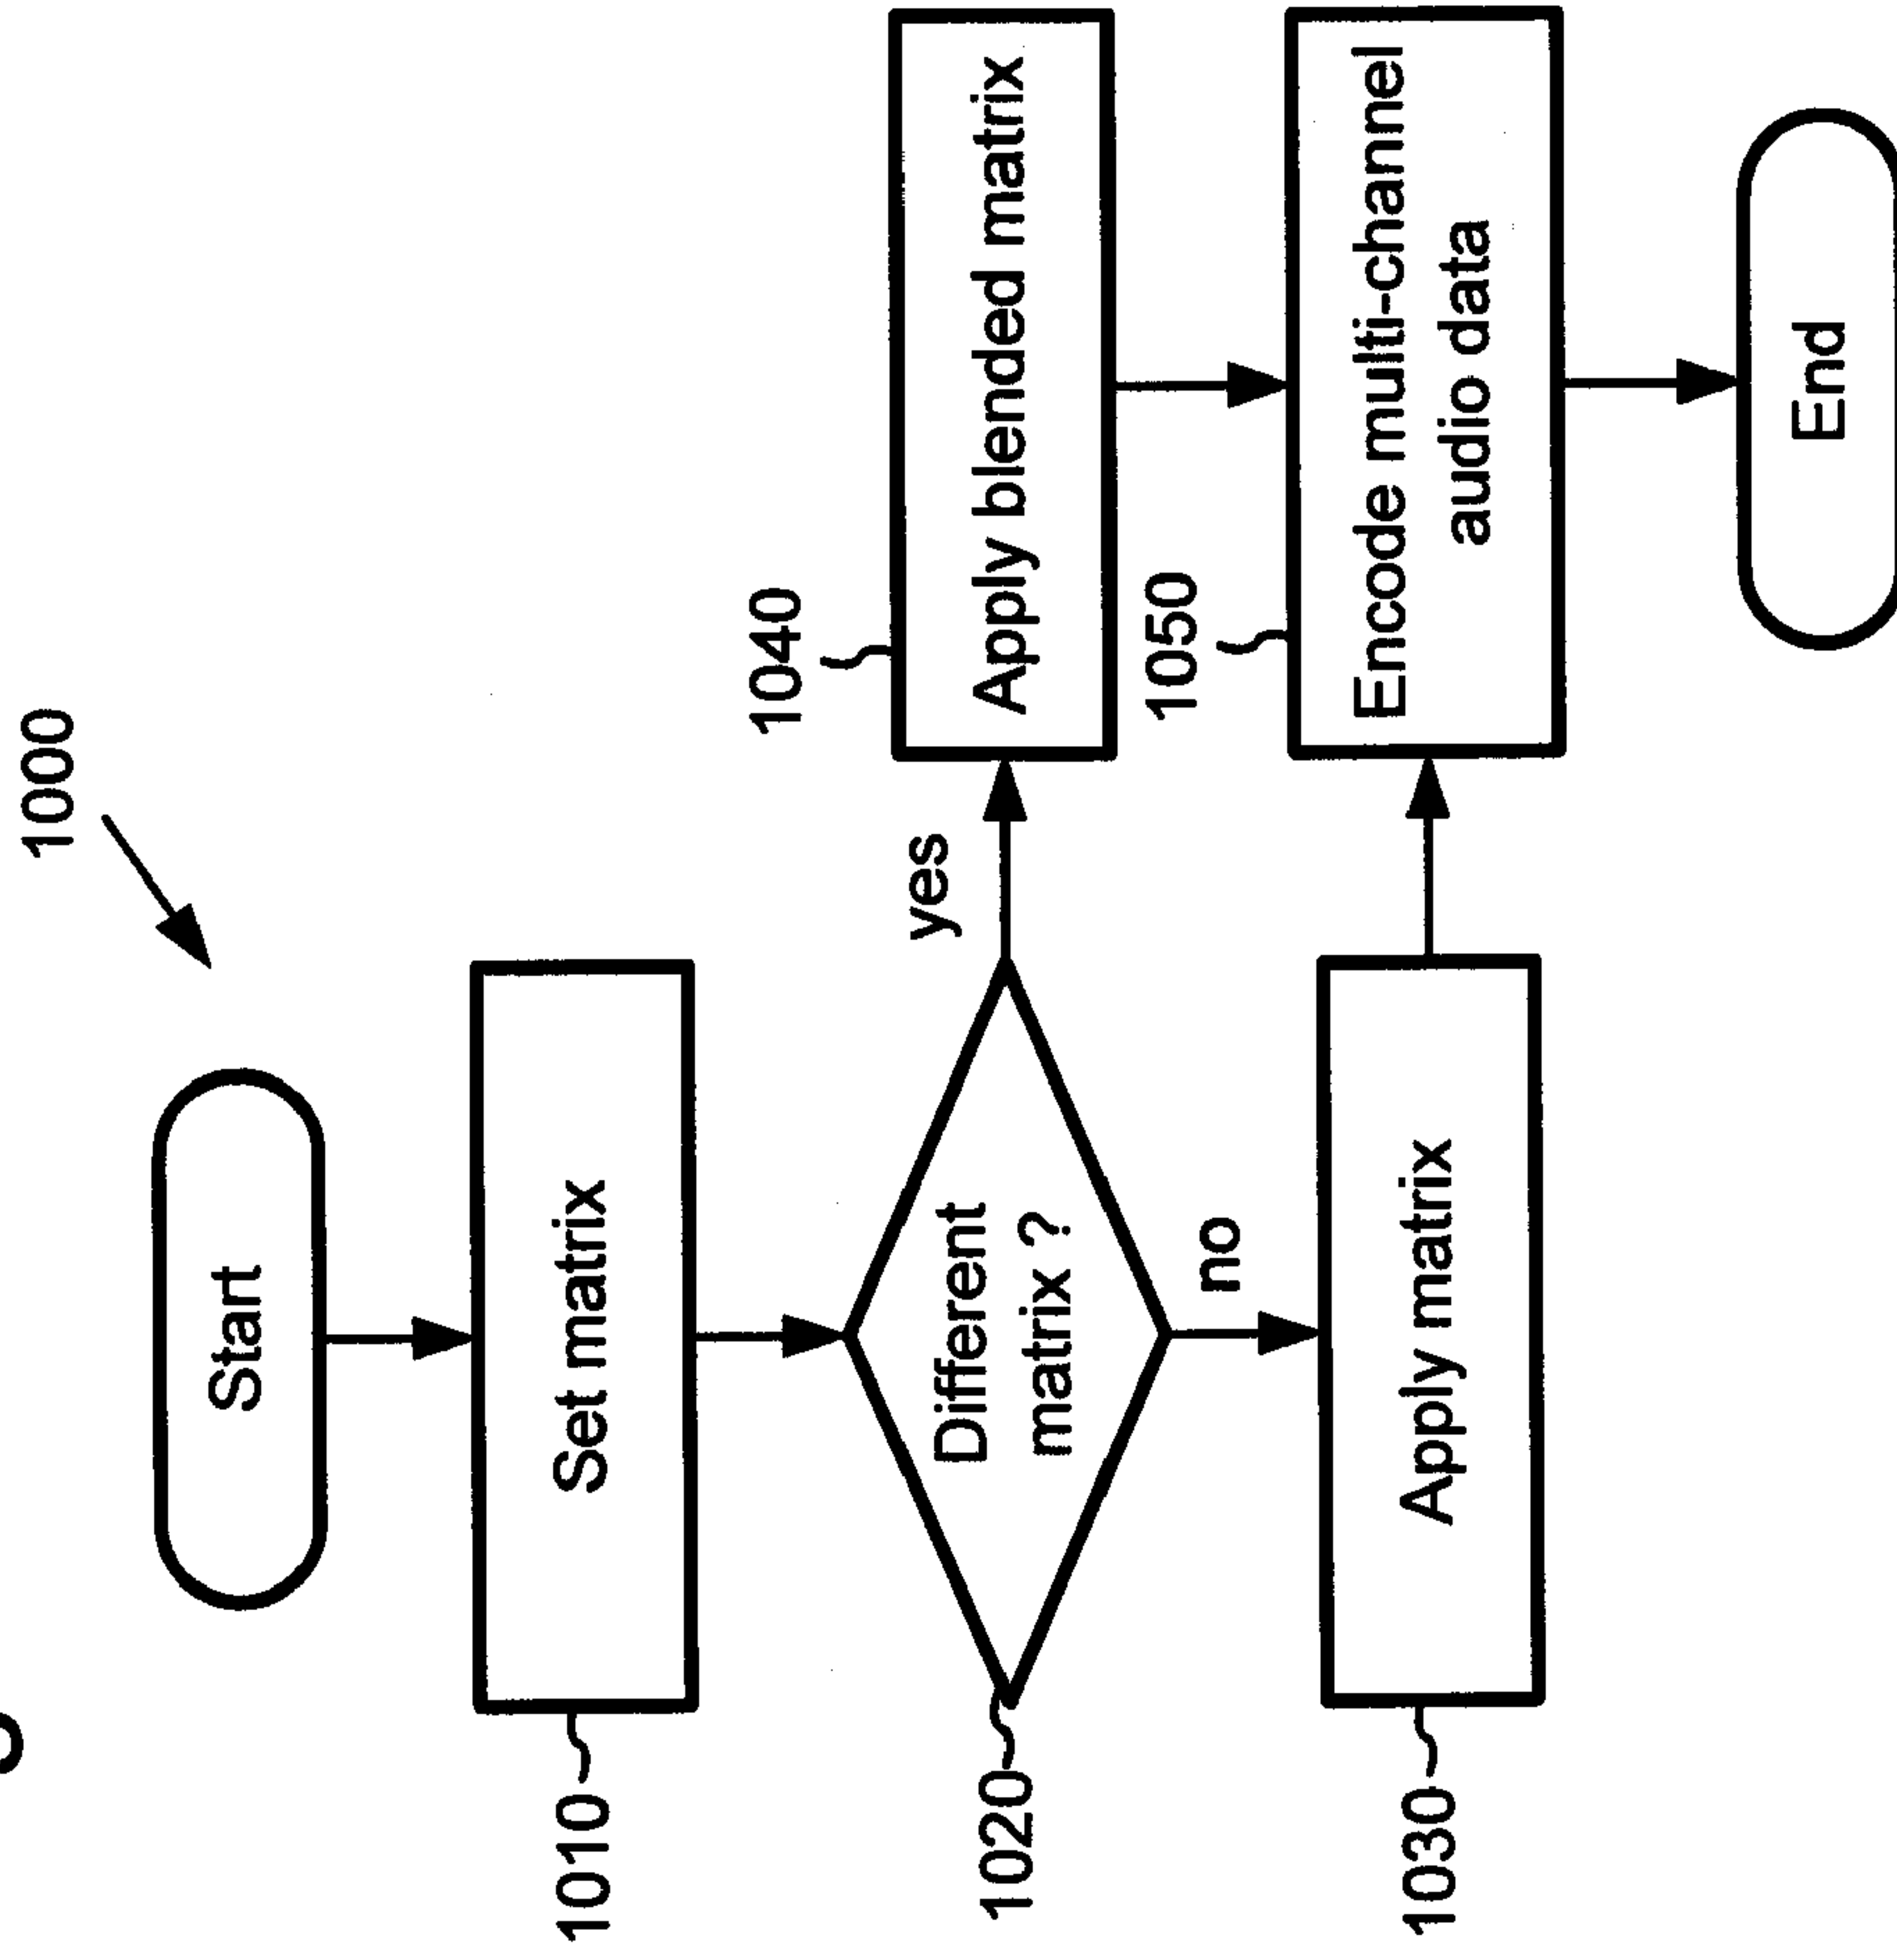 1000
Start
1010
Set matrix
1020
Different
matrix ?
yes
no
1040
Apply blended matrix
1030
Apply matrix
1050
Encode multi-channel
audio data
End